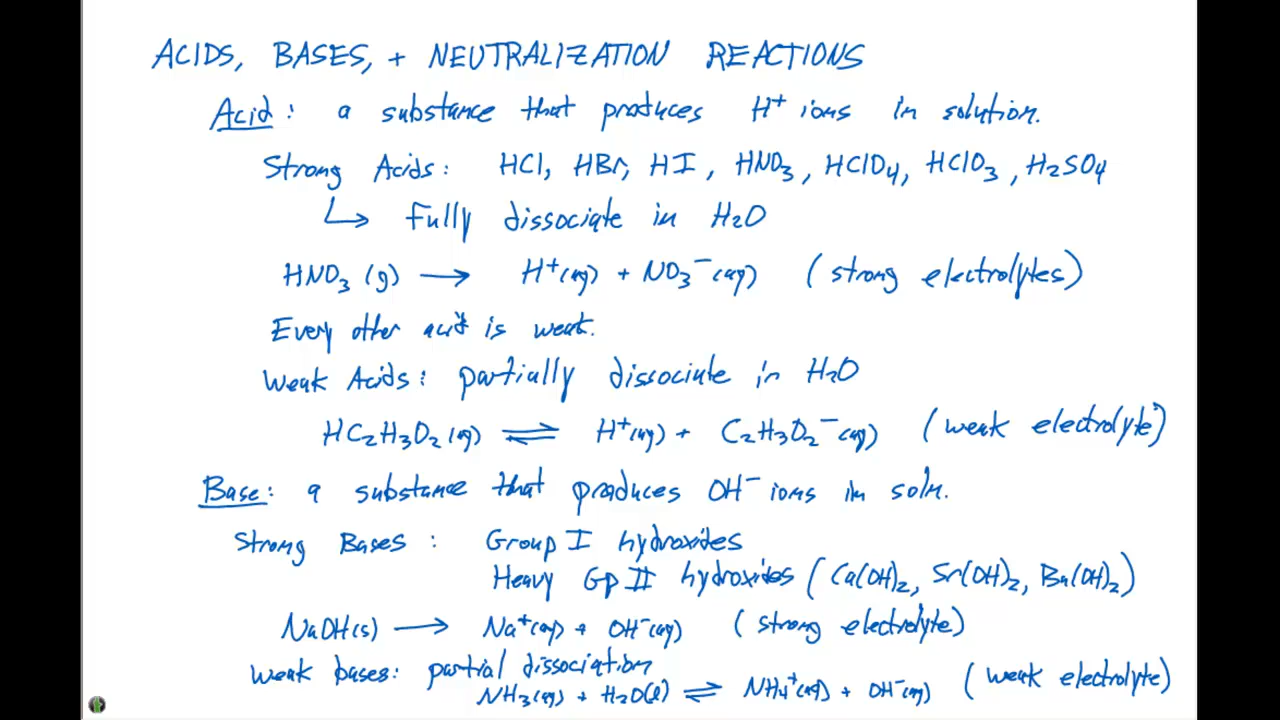 ACIDS, BASES, + NEUTRALIZATION REACTIONS
Acid: a substance that produces H⁺ ions in solution.
Strong Acids: HCl, HBr, HI, HNO₃, HClO₄, HClO₃, H₂SO₄
↳ Fully dissociate in H₂O
HNO₃(g) → H⁺(aq) + NO₃⁻(aq) (strong electrolytes)
Every other acid is weak.
Weak Acids: partially dissociate in H₂O
HC₂H₃O₂(aq) ⇌ H⁺(aq) + C₂H₃O₂⁻(aq) (weak electrolyte)
Base: a substance that produces OH⁻ ions in soln.
Strong Bases: Group I hydroxides
Heavy Gp II hydroxides (Ca(OH)₂, Sr(OH)₂, Ba(OH)₂)
NaOH(s) → Na⁺(aq) + OH⁻(aq) (strong electrolyte)
Weak bases: partial dissociation
NH₃(aq) + H₂O(l) ⇌ NH₄⁺(aq) + OH⁻(aq) (weak electrolyte)